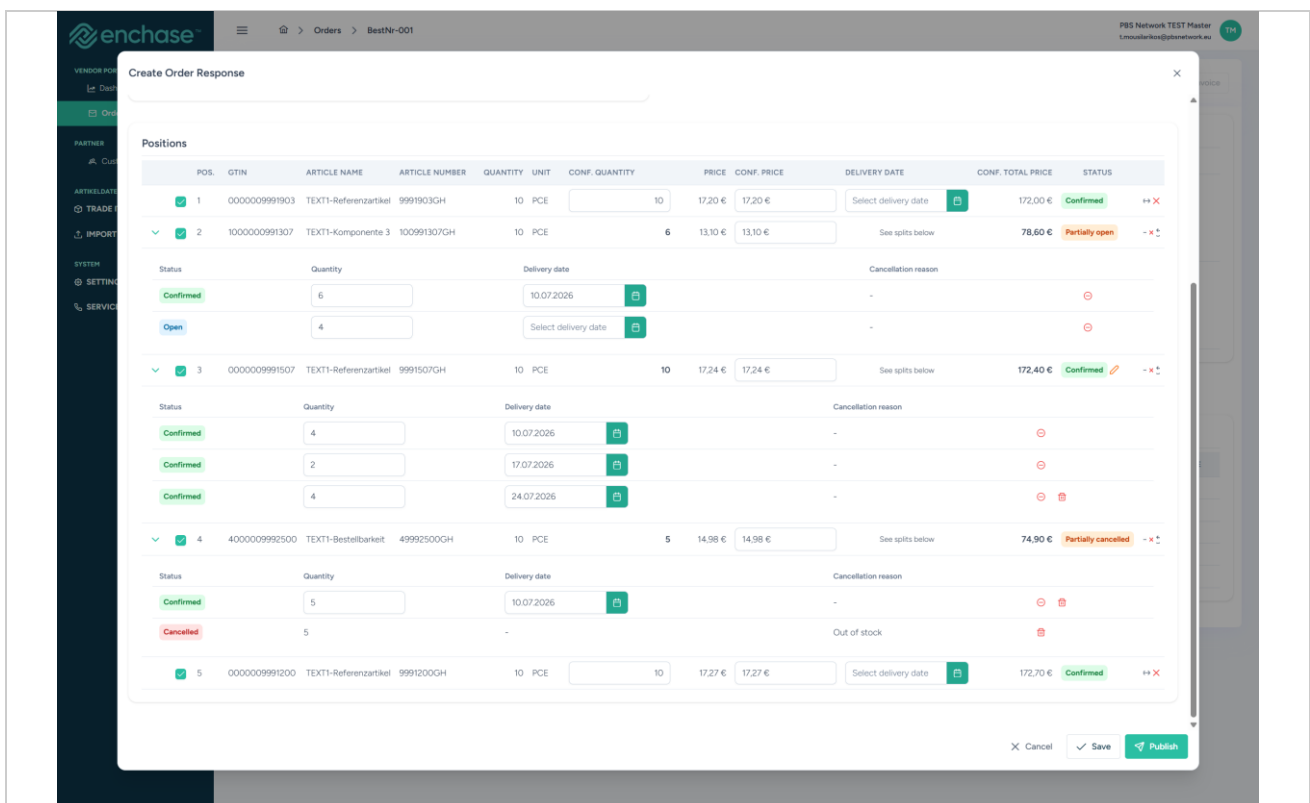 enchase™
Orders > BestNr-001
PBS Network TEST Master
t.mousilarikos@pbsnetwork.eu
TM
VENDOR POR
Create Order Response
Dash
voice
Orde
Positions
PARTNER
Cust
POS. GTIN ARTICLE NAME ARTICLE NUMBER QUANTITY UNIT CONF. QUANTITY PRICE CONF. PRICE DELIVERY DATE CONF. TOTAL PRICE STATUS
ARTIKELDATE
1 0000009991903 TEXT1-Referenzartikel 9991903GH 10 PCE 10 17,20 € 17,20 € Select delivery date 172,00 € Confirmed
TRADE I
IMPORT
2 1000000991307 TEXT1-Komponente 3 100991307GH 10 PCE 6 13,10 € 13,10 € See splits below 78,60 € Partially open
SYSTEM
Status Quantity Delivery date Cancellation reason
SETTING
Confirmed 6 10.07.2026 -
SERVICE
Open 4 Select delivery date -
3 0000009991507 TEXT1-Referenzartikel 9991507GH 10 PCE 10 17,24 € 17,24 € See splits below 172,40 € Confirmed
Status Quantity Delivery date Cancellation reason
Confirmed 4 10.07.2026 -
Confirmed 2 17.07.2026 -
Confirmed 4 24.07.2026 -
4 4000009992500 TEXT1-Bestellbarkeit 49992500GH 10 PCE 5 14,98 € 14,98 € See splits below 74,90 € Partially cancelled
Status Quantity Delivery date Cancellation reason
Confirmed 5 10.07.2026 -
Cancelled 5 - Out of stock
5 0000009991200 TEXT1-Referenzartikel 9991200GH 10 PCE 10 17,27 € 17,27 € Select delivery date 172,70 € Confirmed
Cancel Save Publish